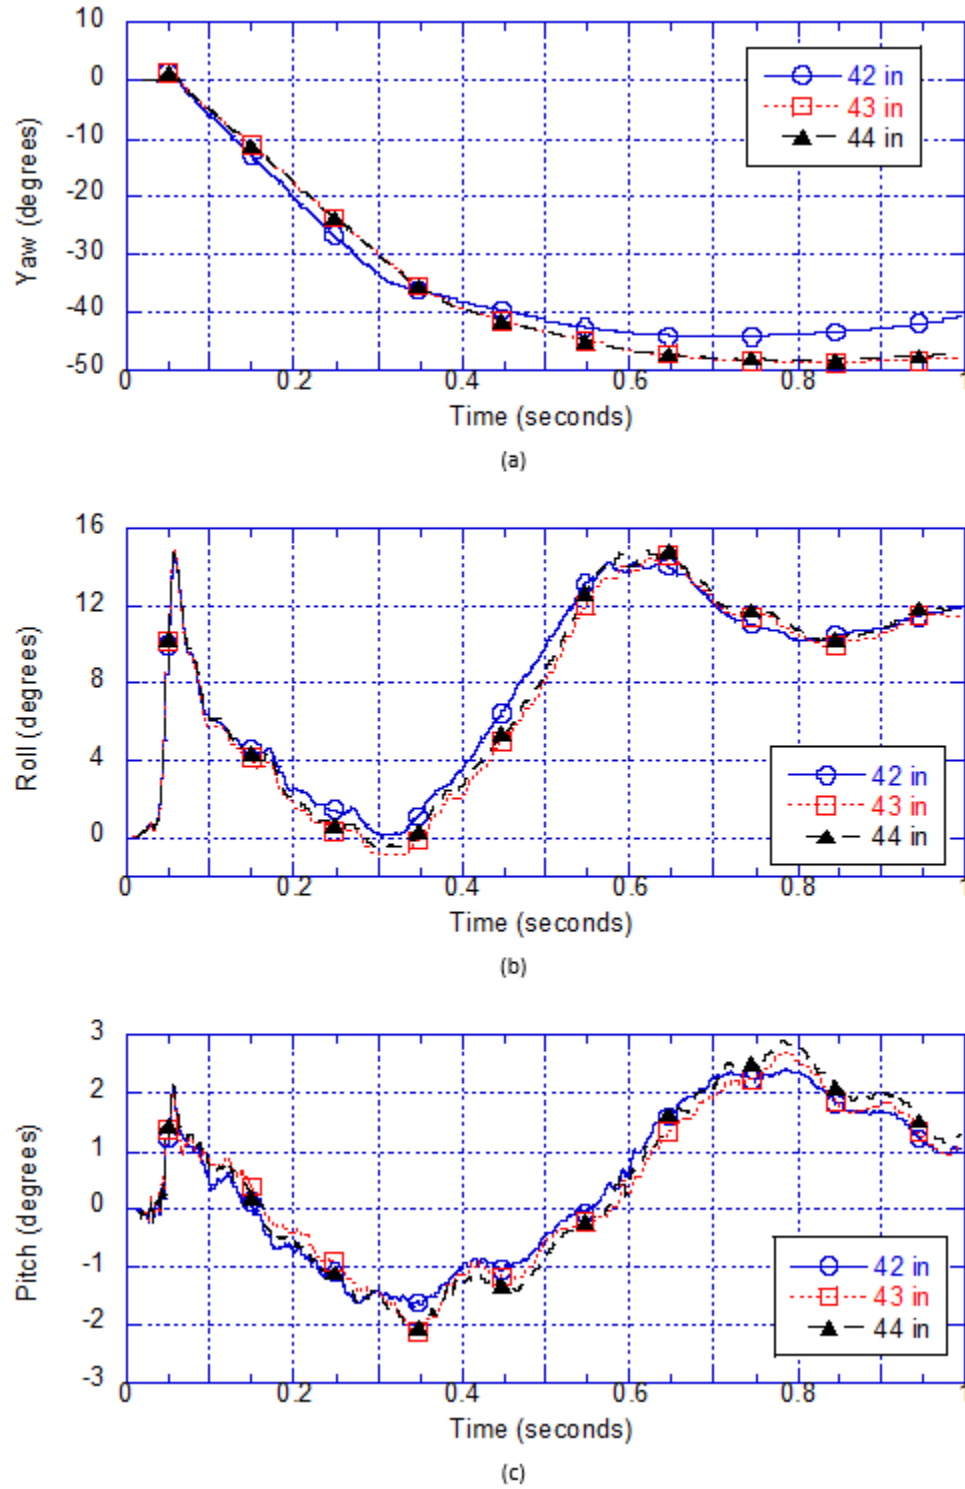 10
0
-10
-20
-30
-40
-50
Yaw (degrees)
42 in
43 in
44 in
0 0.2 0.4 0.6 0.8 1
Time (seconds)
(a)
16
12
8
4
0
Roll (degrees)
42 in
43 in
44 in
0 0.2 0.4 0.6 0.8 1
Time (seconds)
(b)
3
2
1
0
-1
-2
-3
Pitch (degrees)
42 in
43 in
44 in
0 0.2 0.4 0.6 0.8 1
Time (seconds)
(c)